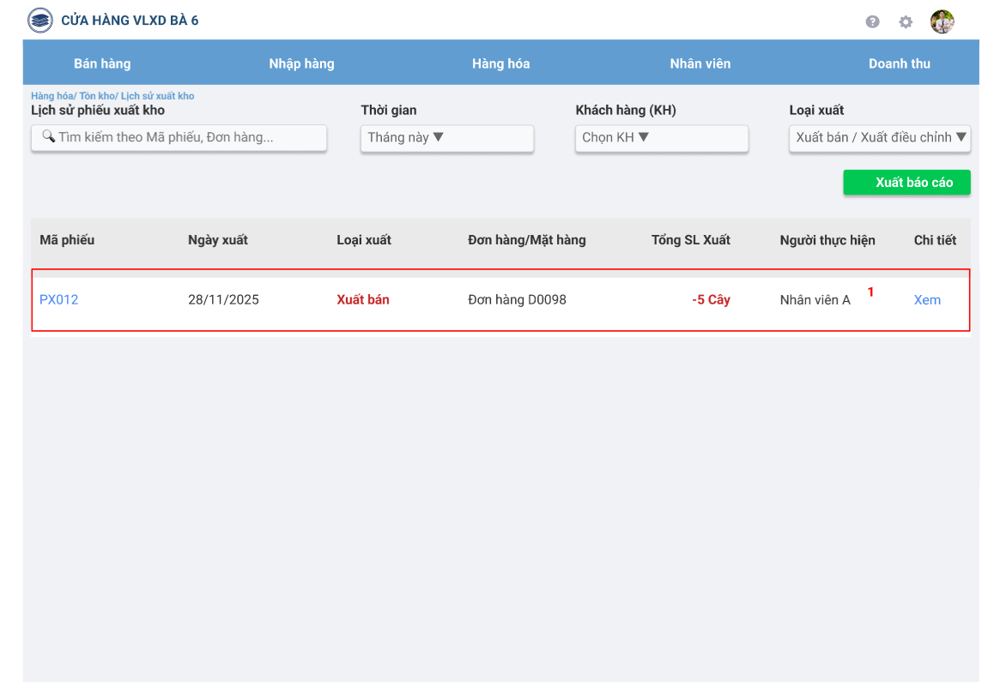 CỬA HÀNG VLXD BÀ 6
Bán hàng Nhập hàng Hàng hóa Nhân viên Doanh thu
Hàng hóa/ Tồn kho/ Lịch sử xuất kho
Lịch sử phiếu xuất kho Thời gian Khách hàng (KH) Loại xuất
🔍 Tìm kiếm theo Mã phiếu, Đơn hàng... Tháng này ▼ Chọn KH ▼ Xuất bán / Xuất điều chỉnh ▼
Xuất báo cáo
Mã phiếu Ngày xuất Loại xuất Đơn hàng/Mặt hàng Tổng SL Xuất Người thực hiện Chi tiết
PX012 28/11/2025 Xuất bán Đơn hàng D0098 -5 Cây Nhân viên A 1 Xem